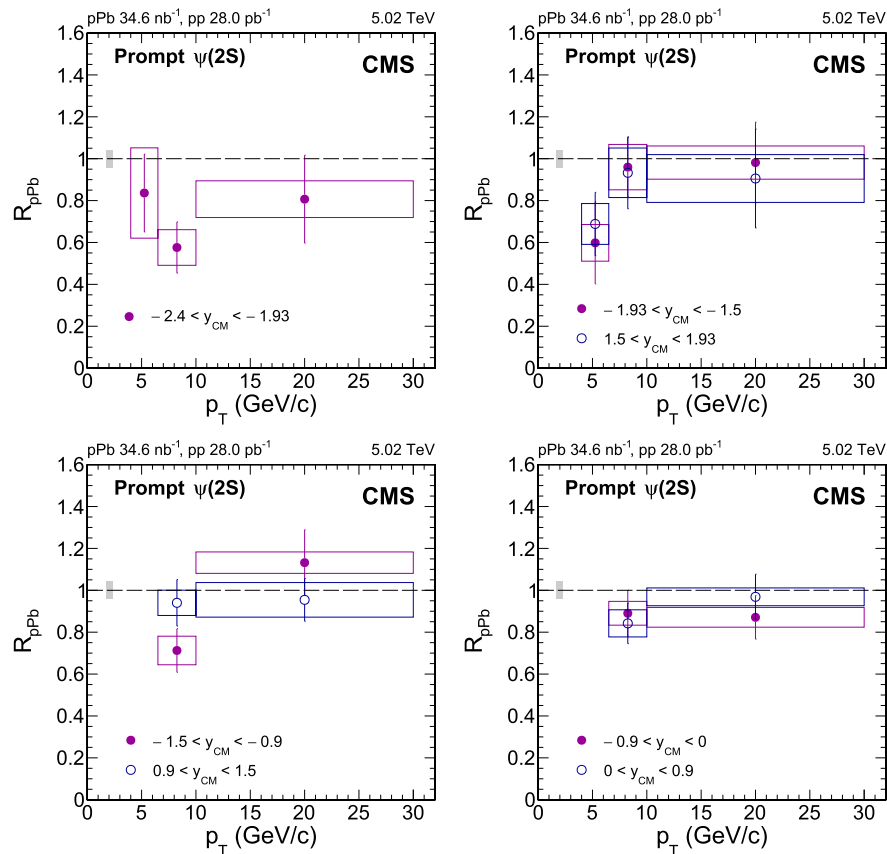 pPb 34.6 nb⁻¹, pp 28.0 pb⁻¹ 5.02 TeV
Prompt ψ(2S) CMS
R_pPb
1.6
1.4
1.2
1
0.8
0.6
0.4
0.2
0
− 2.4 < y_CM < − 1.93
0 5 10 15 20 25 30
p_T (GeV/c)
pPb 34.6 nb⁻¹, pp 28.0 pb⁻¹ 5.02 TeV
Prompt ψ(2S) CMS
R_pPb
1.6
1.4
1.2
1
0.8
0.6
0.4
0.2
0
− 1.93 < y_CM < − 1.5
1.5 < y_CM < 1.93
0 5 10 15 20 25 30
p_T (GeV/c)
pPb 34.6 nb⁻¹, pp 28.0 pb⁻¹ 5.02 TeV
Prompt ψ(2S) CMS
R_pPb
1.6
1.4
1.2
1
0.8
0.6
0.4
0.2
0
− 1.5 < y_CM < − 0.9
0.9 < y_CM < 1.5
0 5 10 15 20 25 30
p_T (GeV/c)
pPb 34.6 nb⁻¹, pp 28.0 pb⁻¹ 5.02 TeV
Prompt ψ(2S) CMS
R_pPb
1.6
1.4
1.2
1
0.8
0.6
0.4
0.2
0
− 0.9 < y_CM < 0
0 < y_CM < 0.9
0 5 10 15 20 25 30
p_T (GeV/c)